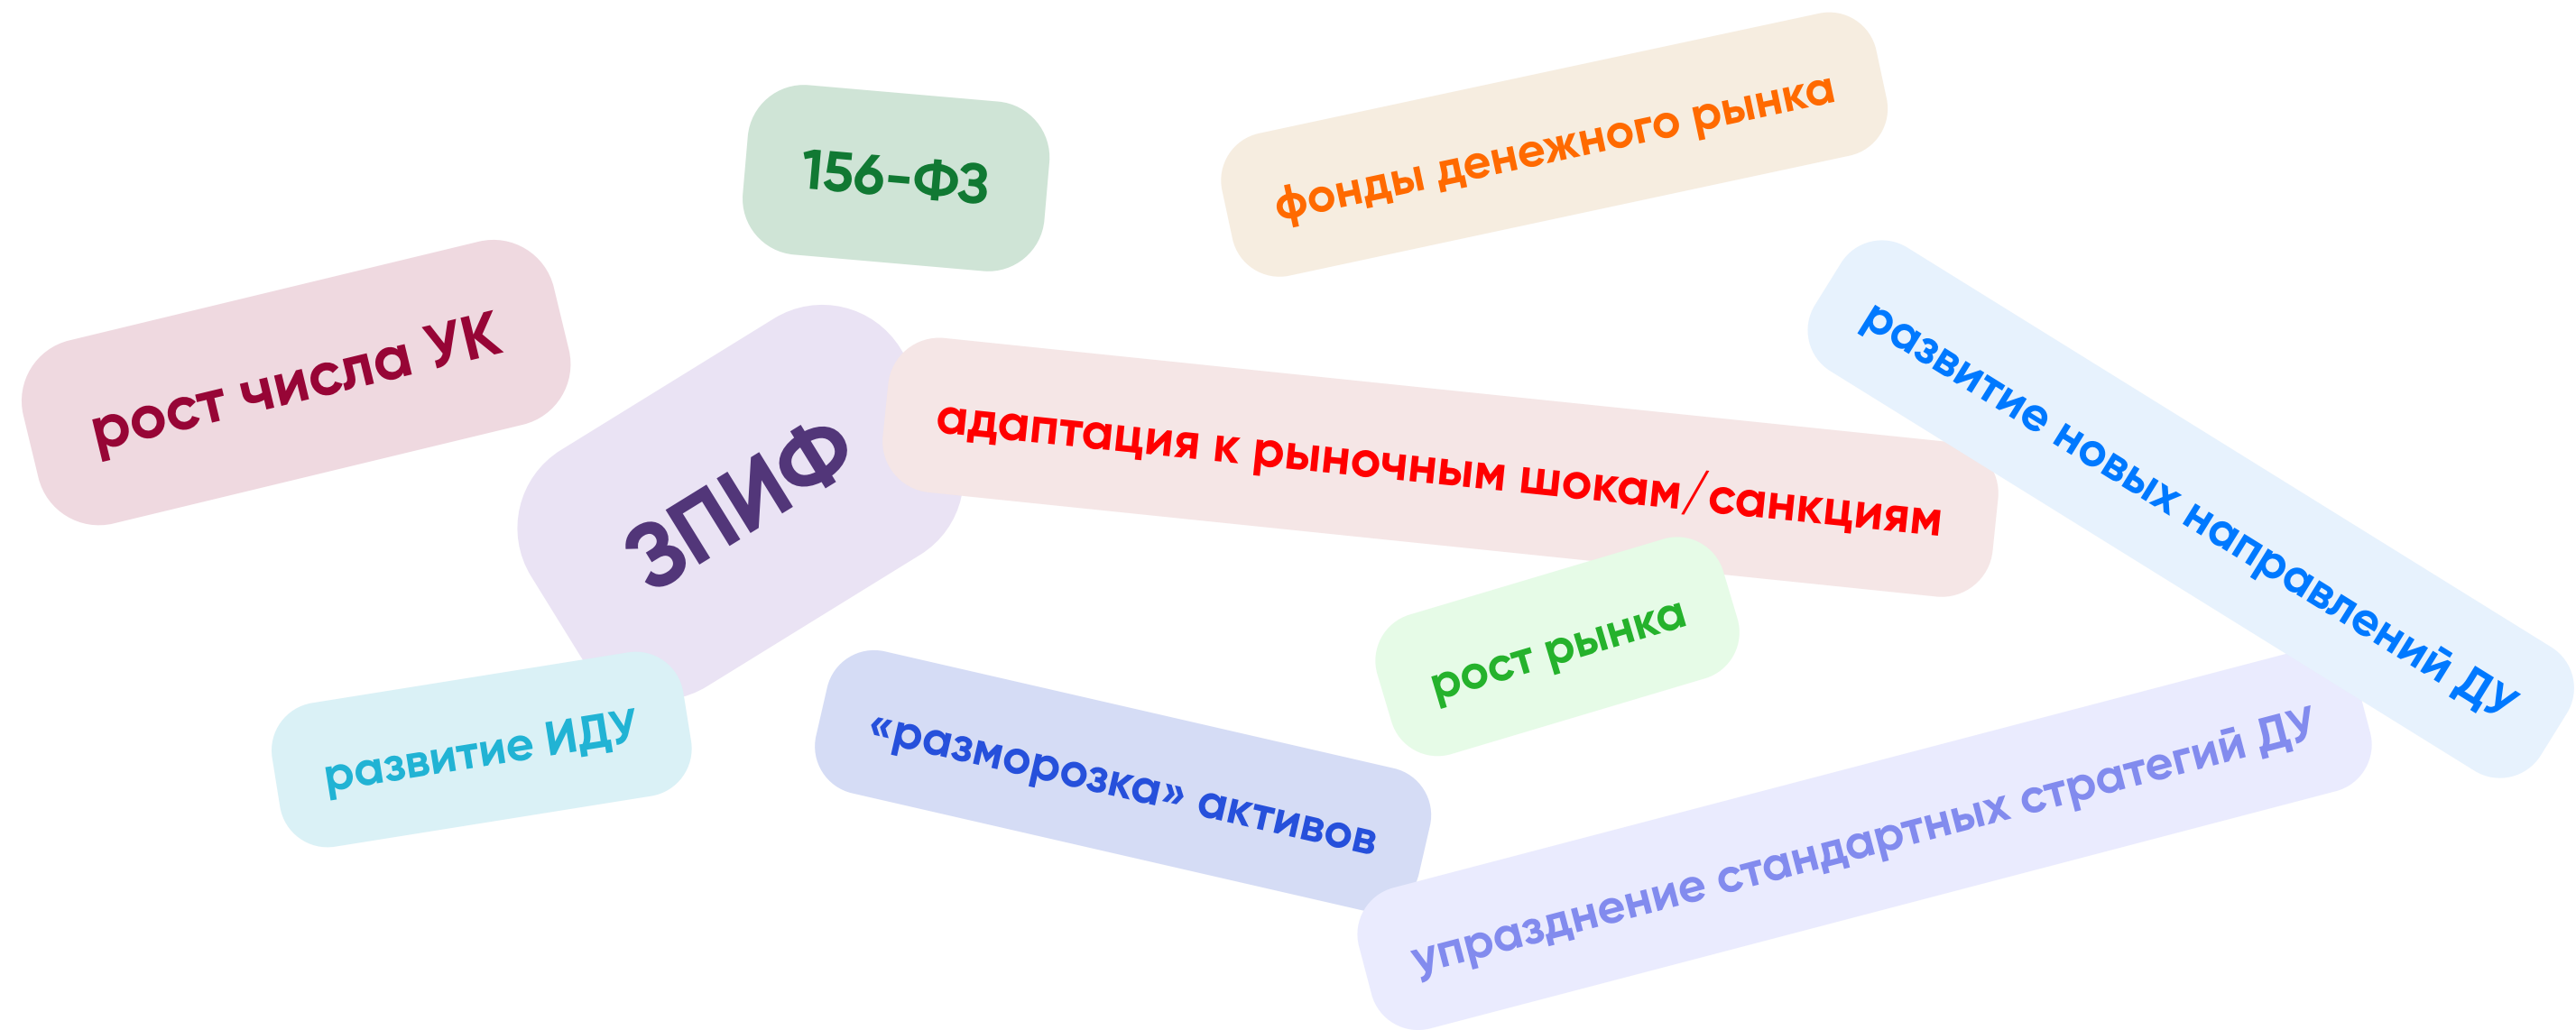 156-ФЗ
фонды денежного рынка
рост числа УК
ЗПИФ
адаптация к рыночным шокам/санкциям
развитие новых направлений ДУ
рост рынка
развитие ИДУ
«разморозка» активов
упразднение стандартных стратегий ДУ